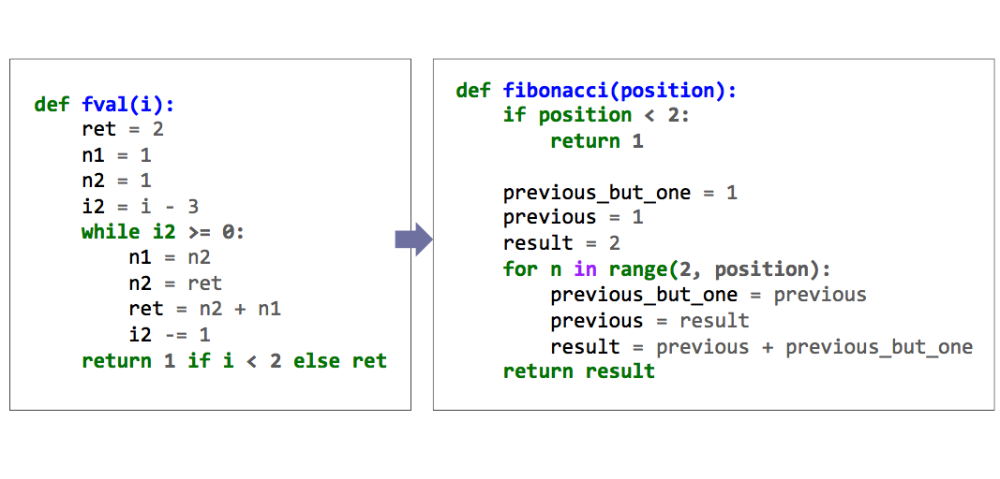 def fval(i):
    ret = 2
    n1 = 1
    n2 = 1
    i2 = i - 3
    while i2 >= 0:
        n1 = n2
        n2 = ret
        ret = n2 + n1
        i2 -= 1
    return 1 if i < 2 else ret
def fibonacci(position):
    if position < 2:
        return 1
    previous_but_one = 1
    previous = 1
    result = 2
    for n in range(2, position):
        previous_but_one = previous
        previous = result
        result = previous + previous_but_one
    return result